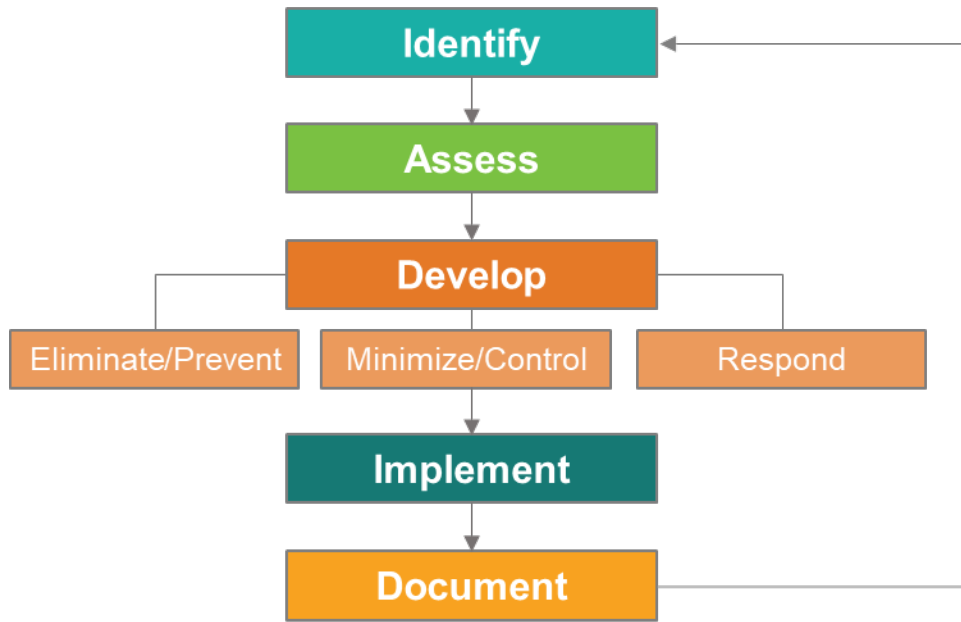 Identify
Assess
Develop
Eliminate/Prevent
Minimize/Control
Respond
Implement
Document